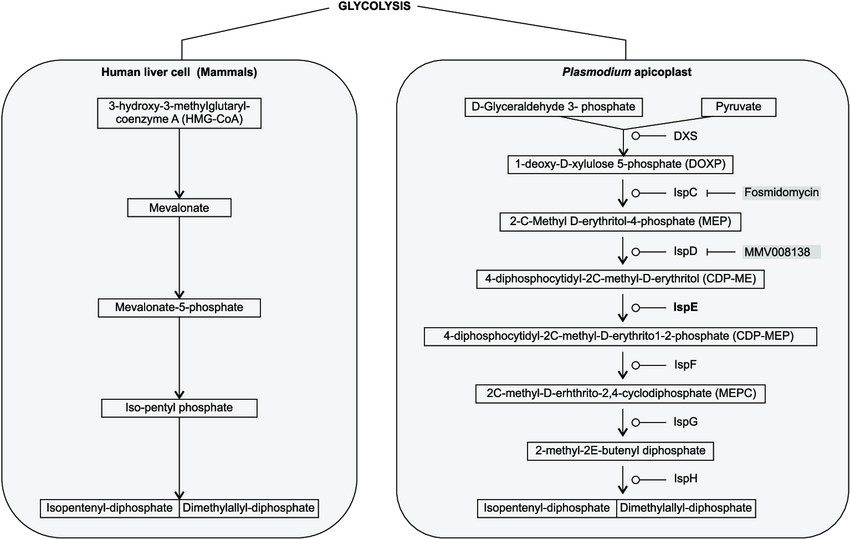 GLYCOLYSIS
Human liver cell (Mammals)
3-hydroxy-3-methylglutaryl-
coenzyme A (HMG-CoA)
Mevalonate
Mevalonate-5-phosphate
Iso-pentyl phosphate
Isopentenyl-diphosphate Dimethylallyl-diphosphate
Plasmodium apicoplast
D-Glyceraldehyde 3- phosphate Pyruvate
DXS
1-deoxy-D-xylulose 5-phosphate (DOXP)
IspC Fosmidomycin
2-C-Methyl D-erythritol-4-phosphate (MEP)
IspD MMV008138
4-diphosphocytidyl-2C-methyl-D-erythritol (CDP-ME)
IspE
4-diphosphocytidyl-2C-methyl-D-erythrito1-2-phosphate (CDP-MEP)
IspF
2C-methyl-D-erhthrito-2,4-cyclodiphosphate (MEPC)
IspG
2-methyl-2E-butenyl diphosphate
IspH
Isopentenyl-diphosphate Dimethylallyl-diphosphate